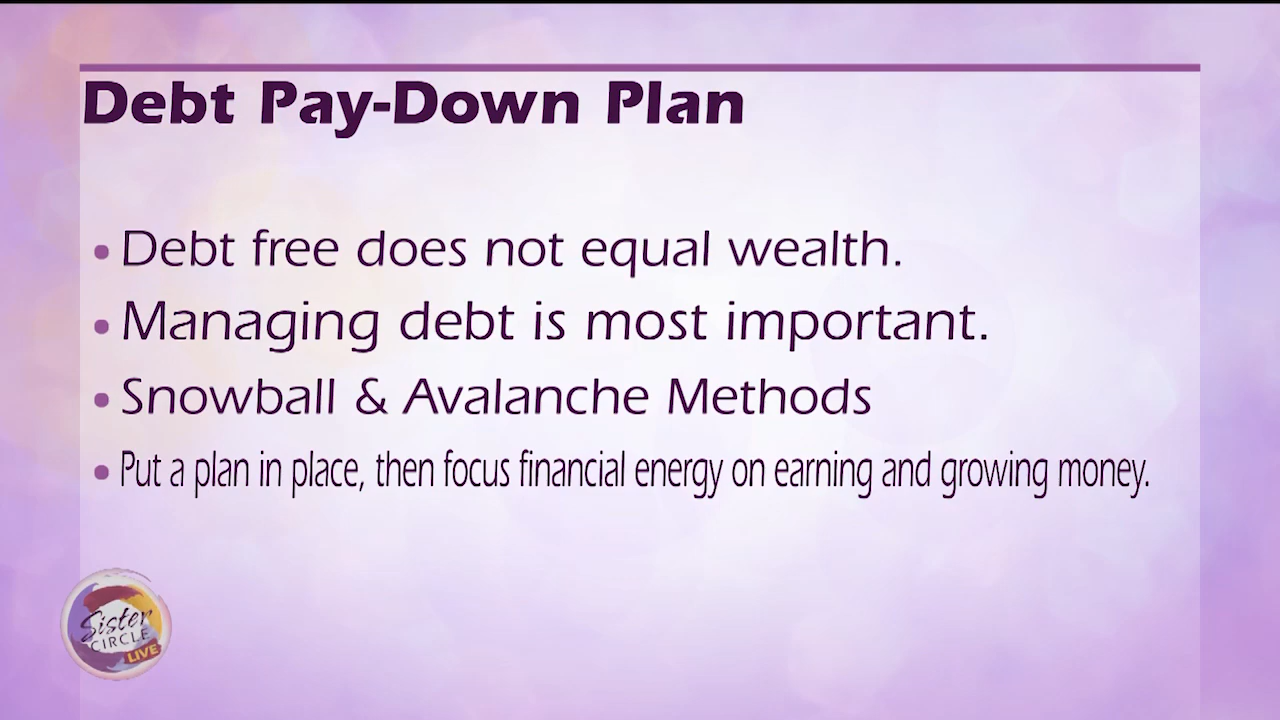 Debt Pay-Down Plan
• Debt free does not equal wealth.
• Managing debt is most important.
• Snowball & Avalanche Methods
• Put a plan in place, then focus financial energy on earning and growing money.
Sister
CIRCLE
LIVE